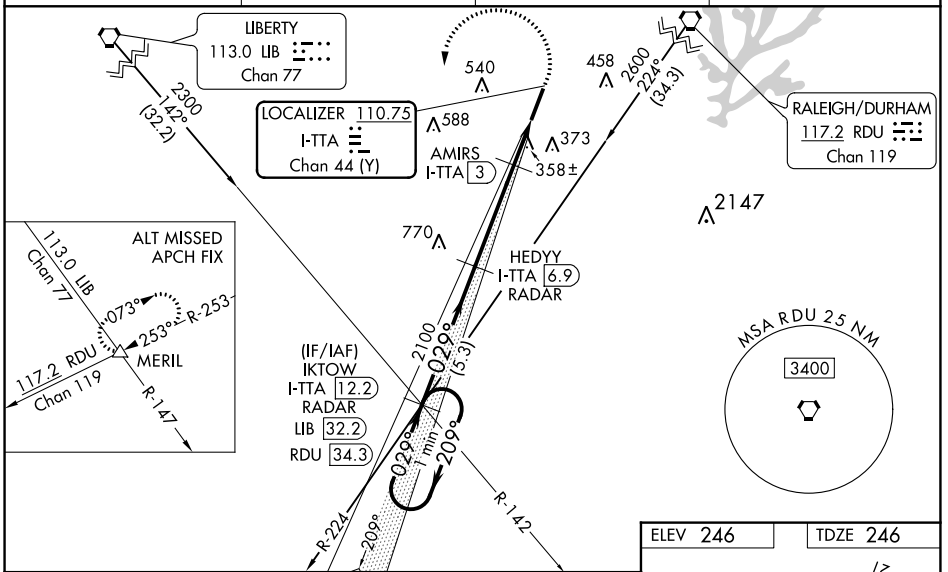 LIBERTY
113.0 LIB
Chan 77
2300
142°
(32.2)
LOCALIZER 110.75
I-TTA
Chan 44 (Y)
540
588
458
2600
224°
(34.3)
RALEIGH/DURHAM
117.2 RDU
Chan 119
373
AMIRS
I-TTA 3
358±
2147
770
HEDYY
I-TTA 6.9
RADAR
ALT MISSED
APCH FIX
113.0 LIB
Chan 77
073°
253°
R-253
MERIL
117.2 RDU
Chan 119
R-147
2100
029°
(5.3)
(IF/IAF)
IKTOW
I-TTA 12.2
RADAR
LIB 32.2
RDU 34.3
029°
1 min
209°
R-224
209°
R-142
MSA RDU 25 NM
3400
ELEV 246
TDZE 246